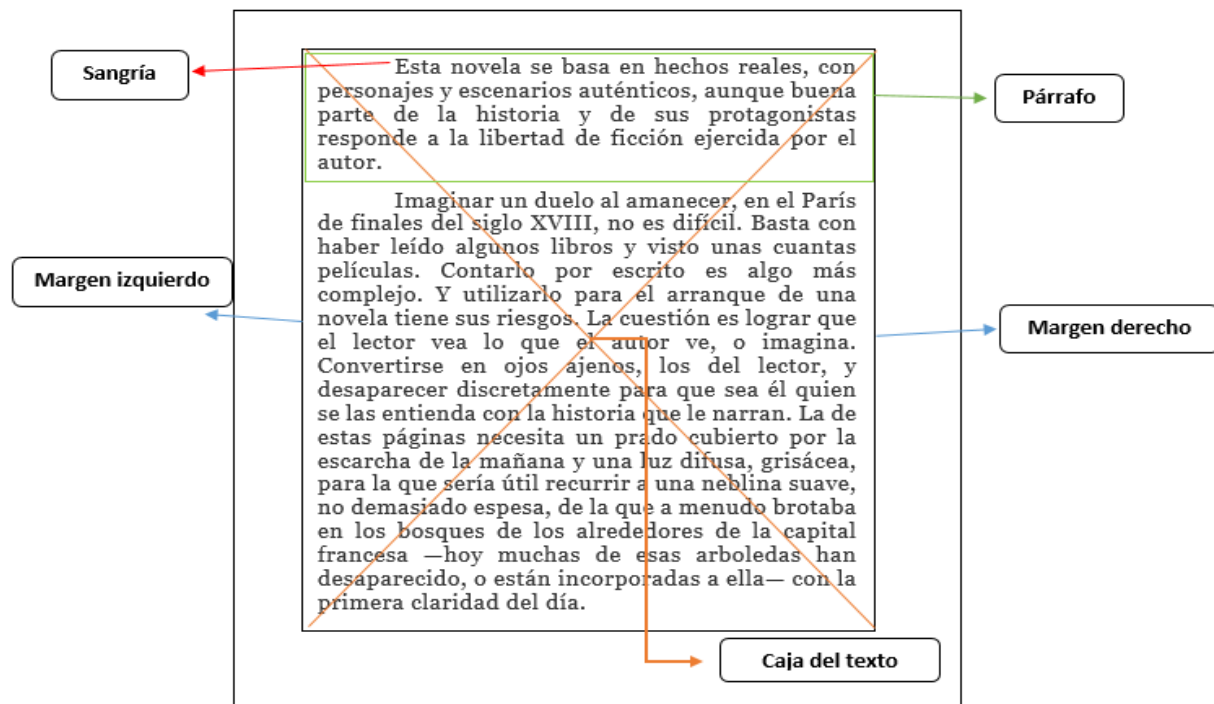 Sangría
Esta novela se basa en hechos reales, con
personajes y escenarios auténticos, aunque buena
parte de la historia y de sus protagonistas
responde a la libertad de ficción ejercida por el
autor.
Párrafo
Imaginar un duelo al amanecer, en el París
de finales del siglo XVIII, no es difícil. Basta con
haber leído algunos libros y visto unas cuantas
películas. Contarlo por escrito es algo más
complejo. Y utilizarlo para el arranque de una
novela tiene sus riesgos. La cuestión es lograr que
el lector vea lo que el autor ve, o imagina.
Convertirse en ojos ajenos, los del lector, y
desaparecer discretamente para que sea él quien
se las entienda con la historia que le narran. La de
estas páginas necesita un prado cubierto por la
escarcha de la mañana y una luz difusa, grisácea,
para la que sería útil recurrir a una neblina suave,
no demasiado espesa, de la que a menudo brotaba
en los bosques de los alrededores de la capital
francesa —hoy muchas de esas arboledas han
desaparecido, o están incorporadas a ella— con la
primera claridad del día.
Margen izquierdo
Margen derecho
Caja del texto